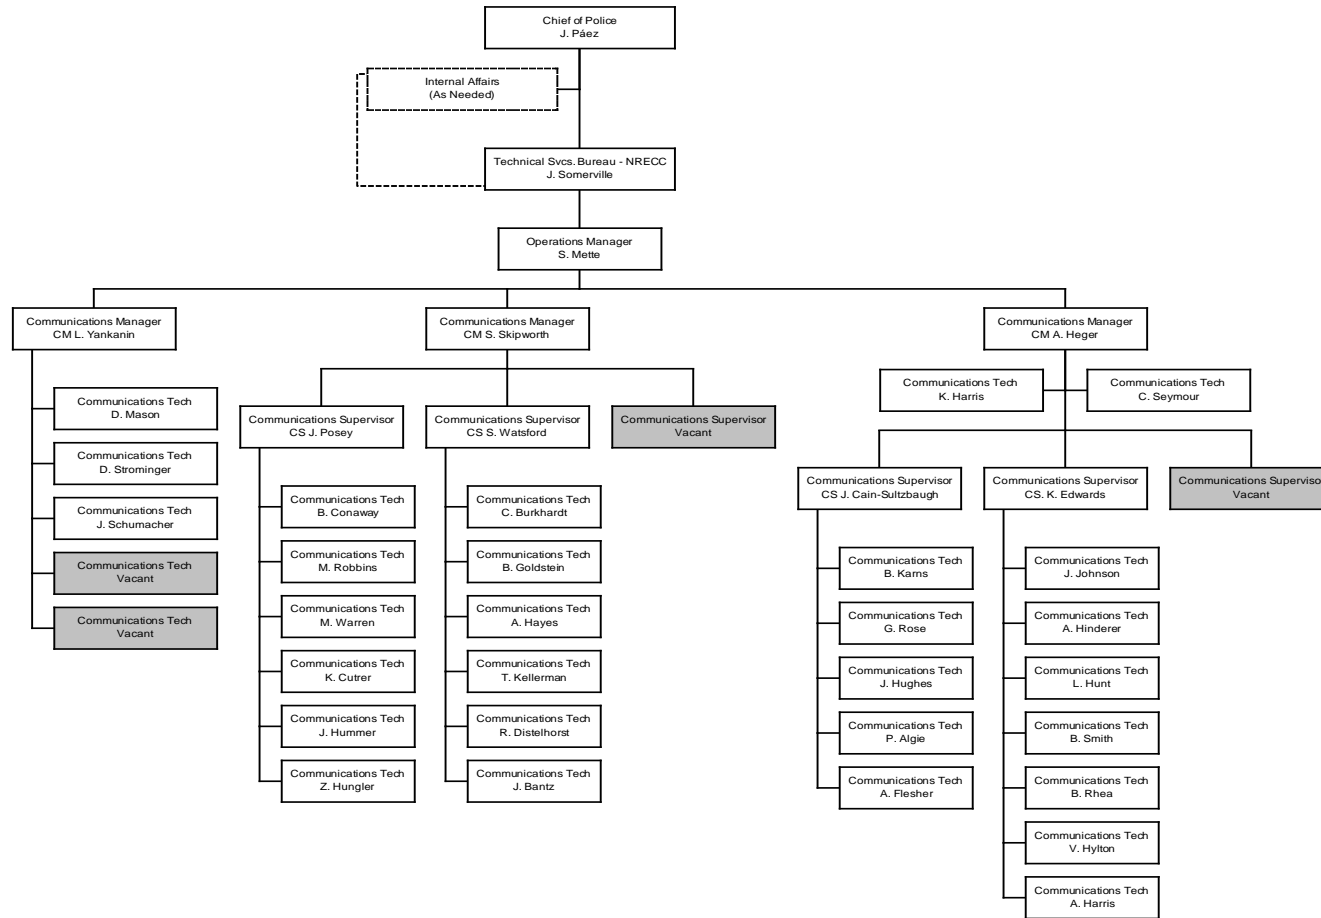 Chief of Police
J. Páez
Internal Affairs
(As Needed)
Technical Svcs. Bureau - NRECC
J. Somerville
Operations Manager
S. Mette
Communications Manager
CM L. Yankanin
Communications Manager
CM S. Skipworth
Communications Manager
CM A. Heger
Communications Tech
D. Mason
Communications Tech
D. Strominger
Communications Tech
J. Schumacher
Communications Tech
Vacant
Communications Tech
Vacant
Communications Supervisor
CS J. Posey
Communications Supervisor
CS S. Watsford
Communications Supervisor
Vacant
Communications Tech
B. Conaway
Communications Tech
M. Robbins
Communications Tech
M. Warren
Communications Tech
K. Cutrer
Communications Tech
J. Hummer
Communications Tech
Z. Hungler
Communications Tech
C. Burkhardt
Communications Tech
B. Goldstein
Communications Tech
A. Hayes
Communications Tech
T. Kellerman
Communications Tech
R. Distelhorst
Communications Tech
J. Bantz
Communications Tech
K. Harris
Communications Tech
C. Seymour
Communications Supervisor
CS J. Cain-Sultzbaugh
Communications Supervisor
CS. K. Edwards
Communications Superviso
Vacant
Communications Tech
B. Karns
Communications Tech
G. Rose
Communications Tech
J. Hughes
Communications Tech
P. Algie
Communications Tech
A. Flesher
Communications Tech
J. Johnson
Communications Tech
A. Hinderer
Communications Tech
L. Hunt
Communications Tech
B. Smith
Communications Tech
B. Rhea
Communications Tech
V. Hylton
Communications Tech
A. Harris